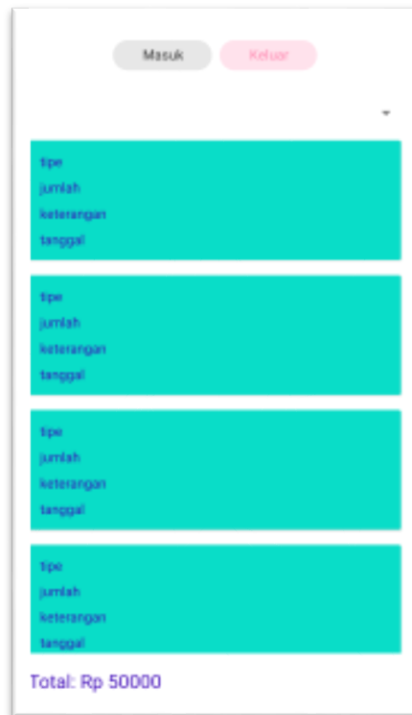 Masuk Keluar
tipe
jumlah
keterangan
tanggal
tipe
jumlah
keterangan
tanggal
tipe
jumlah
keterangan
tanggal
tipe
jumlah
keterangan
tanggal
Total: Rp 50000